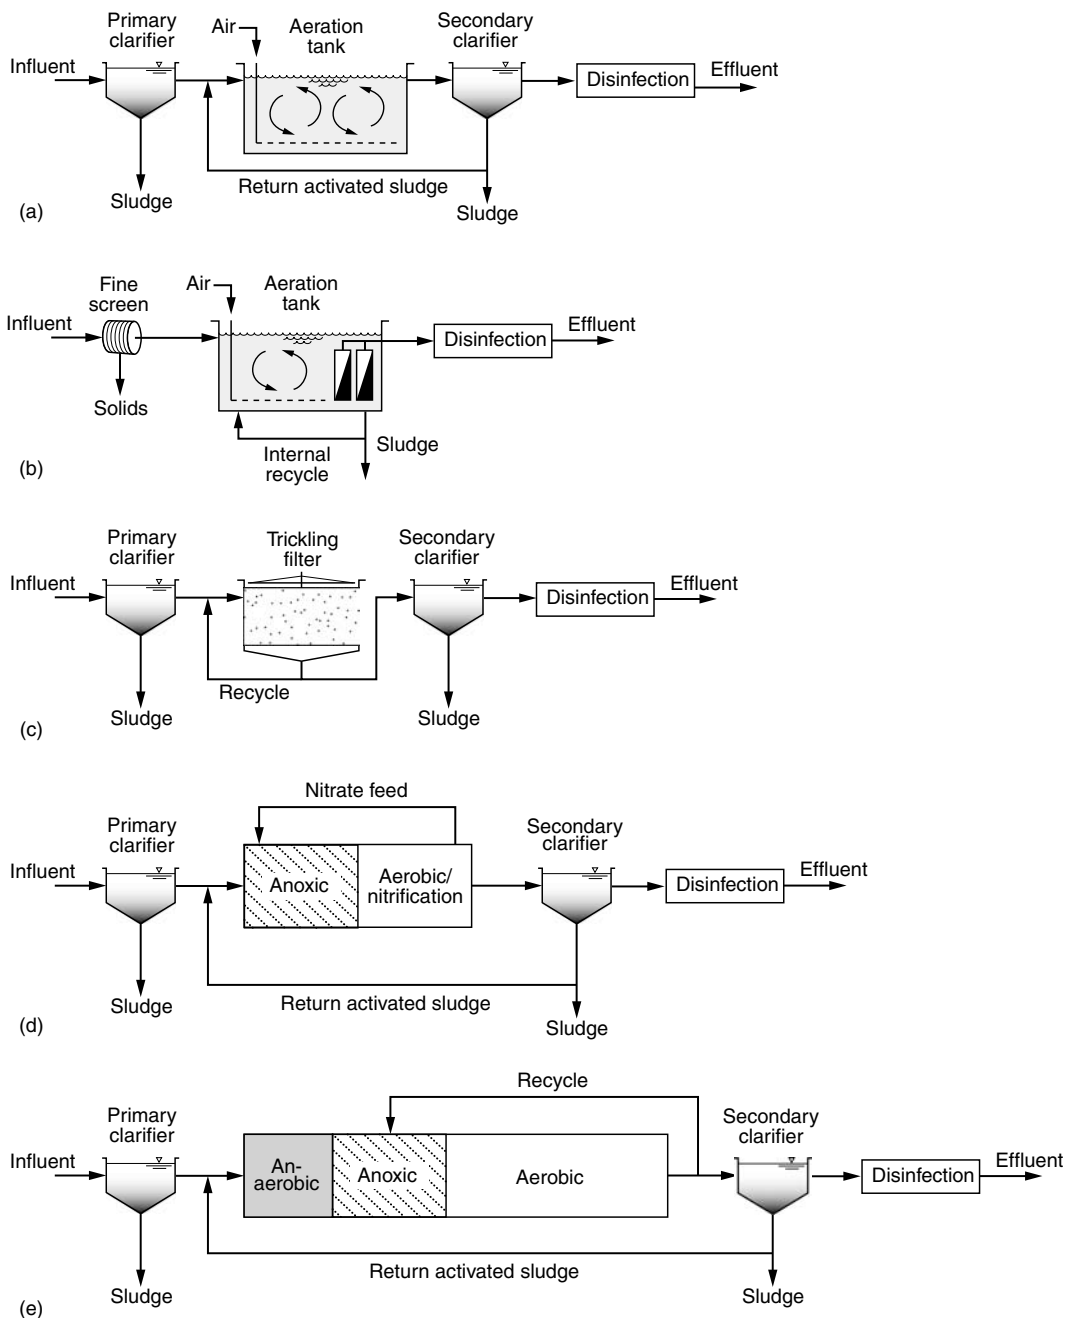 Primary
clarifier
Air
Aeration
tank
Secondary
clarifier
Influent
Disinfection
Effluent
Return activated sludge
Sludge
Sludge
(a)
Fine
screen
Air
Aeration
tank
Influent
Disinfection
Effluent
Solids
Internal
recycle
Sludge
(b)
Primary
clarifier
Trickling
filter
Secondary
clarifier
Influent
Disinfection
Effluent
Recycle
Sludge
Sludge
(c)
Nitrate feed
Primary
clarifier
Secondary
clarifier
Influent
Anoxic
Aerobic/
nitrification
Disinfection
Effluent
Return activated sludge
Sludge
Sludge
(d)
Recycle
Primary
clarifier
Secondary
clarifier
Influent
An-
aerobic
Anoxic
Aerobic
Disinfection
Effluent
Return activated sludge
Sludge
Sludge
(e)